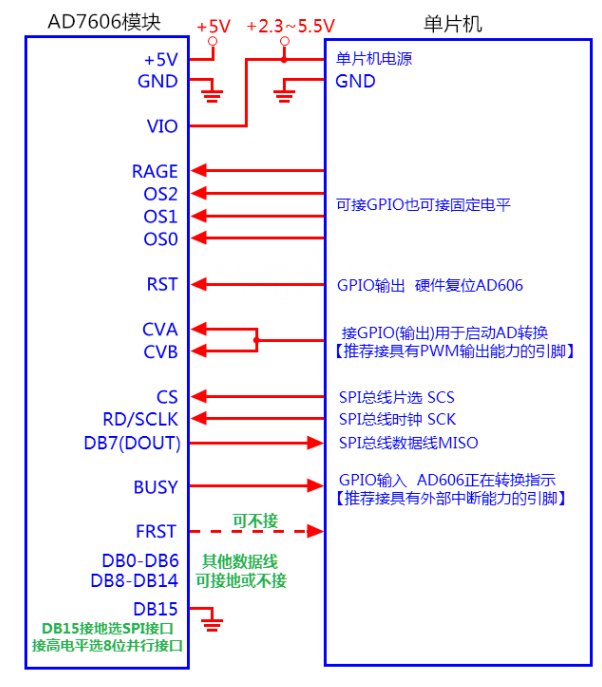 AD7606模块
+5V
+2.3~5.5V
单片机
+5V
单片机电源
GND
GND
VIO
RAGE
OS2
OS1
OS0
可接GPIO也可接固定电平
RST
GPIO输出 硬件复位AD606
CVA
CVB
接GPIO(输出)用于启动AD转换
【推荐接具有PWM输出能力的引脚】
CS
SPI总线片选 SCS
RD/SCLK
SPI总线时钟 SCK
DB7(DOUT)
SPI总线数据线MISO
BUSY
GPIO输入 AD606正在转换指示
【推荐接具有外部中断能力的引脚】
FRST
可不接
DB0-DB6
DB8-DB14
其他数据线
可接地或不接
DB15
DB15接地选SPI接口
接高电平选8位并行接口